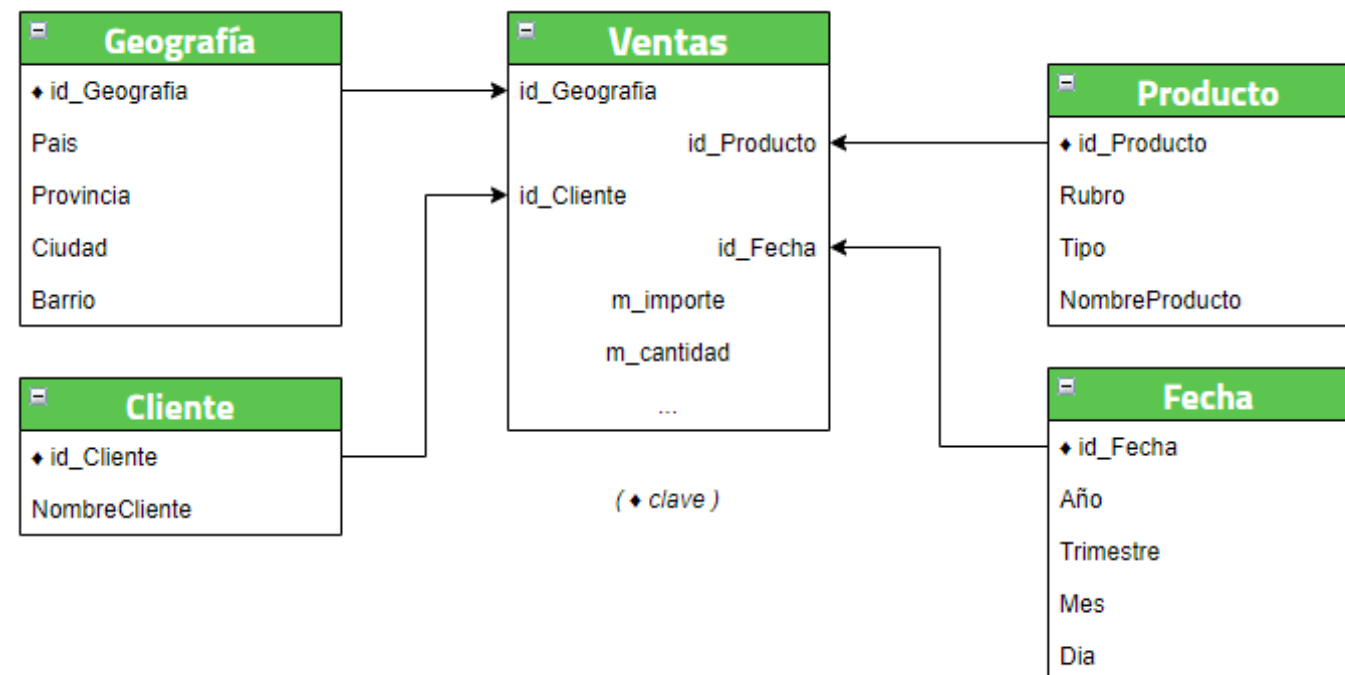 Geografía
♦ id_Geografia
Pais
Provincia
Ciudad
Barrio
Cliente
♦ id_Cliente
NombreCliente
Ventas
id_Geografia
id_Producto
id_Cliente
id_Fecha
m_importe
m_cantidad
...
( ♦ clave )
Producto
♦ id_Producto
Rubro
Tipo
NombreProducto
Fecha
♦ id_Fecha
Año
Trimestre
Mes
Dia